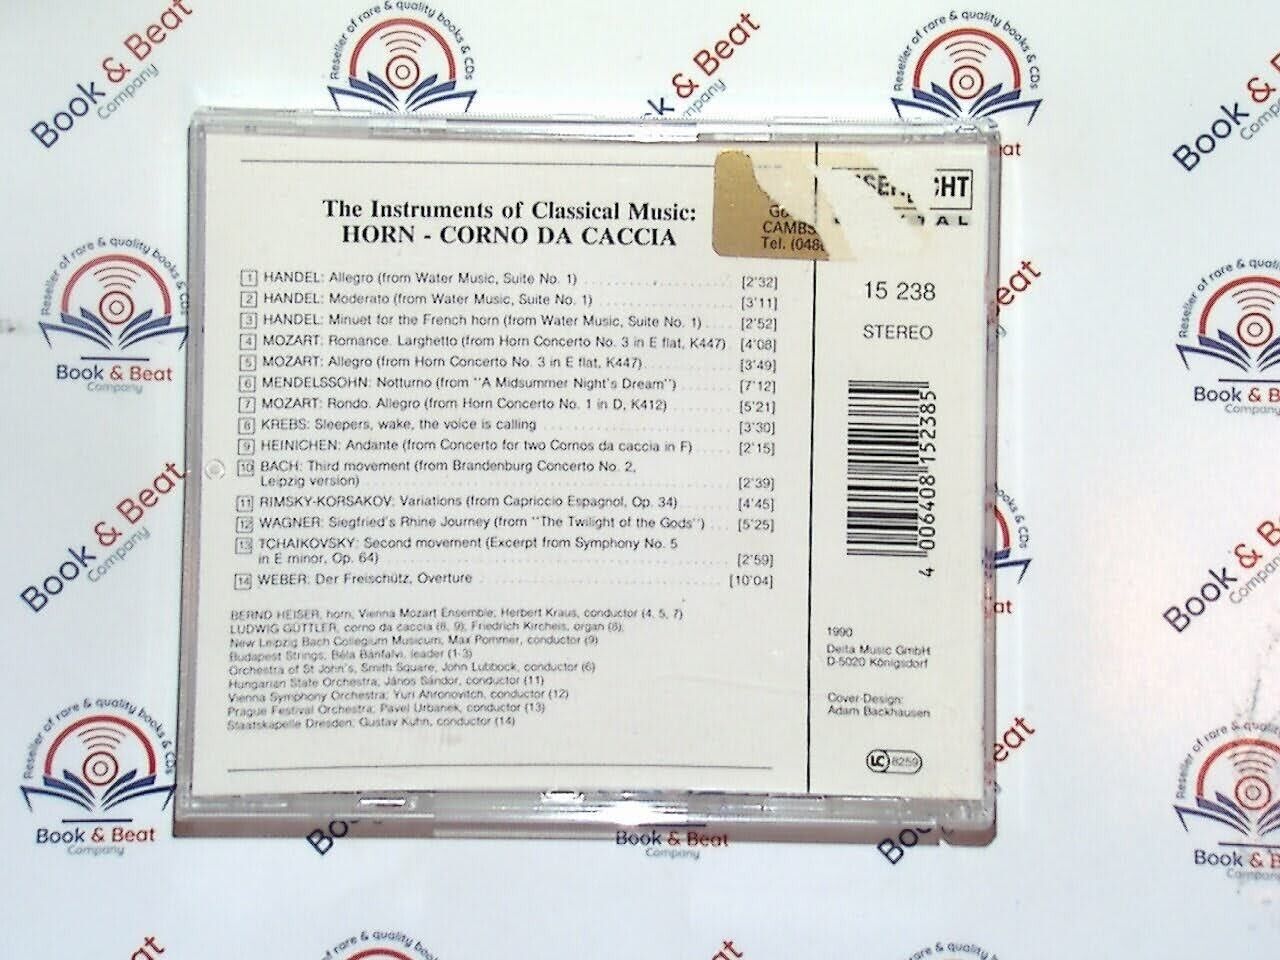 The Instruments of Classical Music:
HORN - CORNO DA CACCIA
1 HANDEL: Allegro (from Water Music, Suite No. 1) [2'32]
2 HANDEL: Moderato (from Water Music, Suite No. 1) [3'11]
3 HANDEL: Minuet for the French horn (from Water Music, Suite No. 1) [2'52]
4 MOZART: Romance. Larghetto (from Horn Concerto No. 3 in E flat, K447) [4'08]
5 MOZART: Allegro (from Horn Concerto No. 3 in E flat, K447) [3'49]
6 MENDELSSOHN: Notturno (from "A Midsummer Night's Dream") [7'12]
7 MOZART: Rondo. Allegro (from Horn Concerto No. 1 in D, K412) [5'21]
8 KREBS: Sleepers, wake, the voice is calling [3'30]
9 HEINICHEN: Andante (from Concerto for two Cornos da caccia in F) [2'15]
10 BACH: Third movement (from Brandenburg Concerto No. 2,
Leipzig version) [2'39]
11 RIMSKY-KORSAKOV: Variations (from Capriccio Espagnol, Op. 34) [4'45]
12 WAGNER: Siegfried's Rhine Journey (from "The Twilight of the Gods") [5'25]
13 TCHAIKOVSKY: Second movement (Excerpt from Symphony No. 5
in E minor, Op. 64) [2'59]
14 WEBER: Der Freischütz, Overture [10'04]
BERND HEISER, horn, Vienna Mozart Ensemble, Herbert Kraus, conductor (4, 5, 7)
LUDWIG GÜTTLER, corno da caccia (8, 9), Friedrich Kircheis, organ (8),
New Leipzig Bach Collegium Musicum, Max Pommer, conductor (9)
Budapest Strings, Béla Bánfalvi, leader (1-3)
Orchestra of St John's, Smith Square, John Lubbock, conductor (6)
Hungarian State Orchestra, János Sándor, conductor (11)
Vienna Symphony Orchestra, Yuri Ahronovitch, conductor (12)
Prague Festival Orchestra, Pavel Urbanek, conductor (13)
Staatskapelle Dresden, Gustav Kuhn, conductor (14)
CAMBS
Tel. (048
15 238
STEREO
4 006408 152385
1990
Delta Music GmbH
D-5020 Königsdorf
Cover-Design:
Adam Backhausen
LC 8259
Reseller of rare & quality books & CDs
Book & Beat
Company